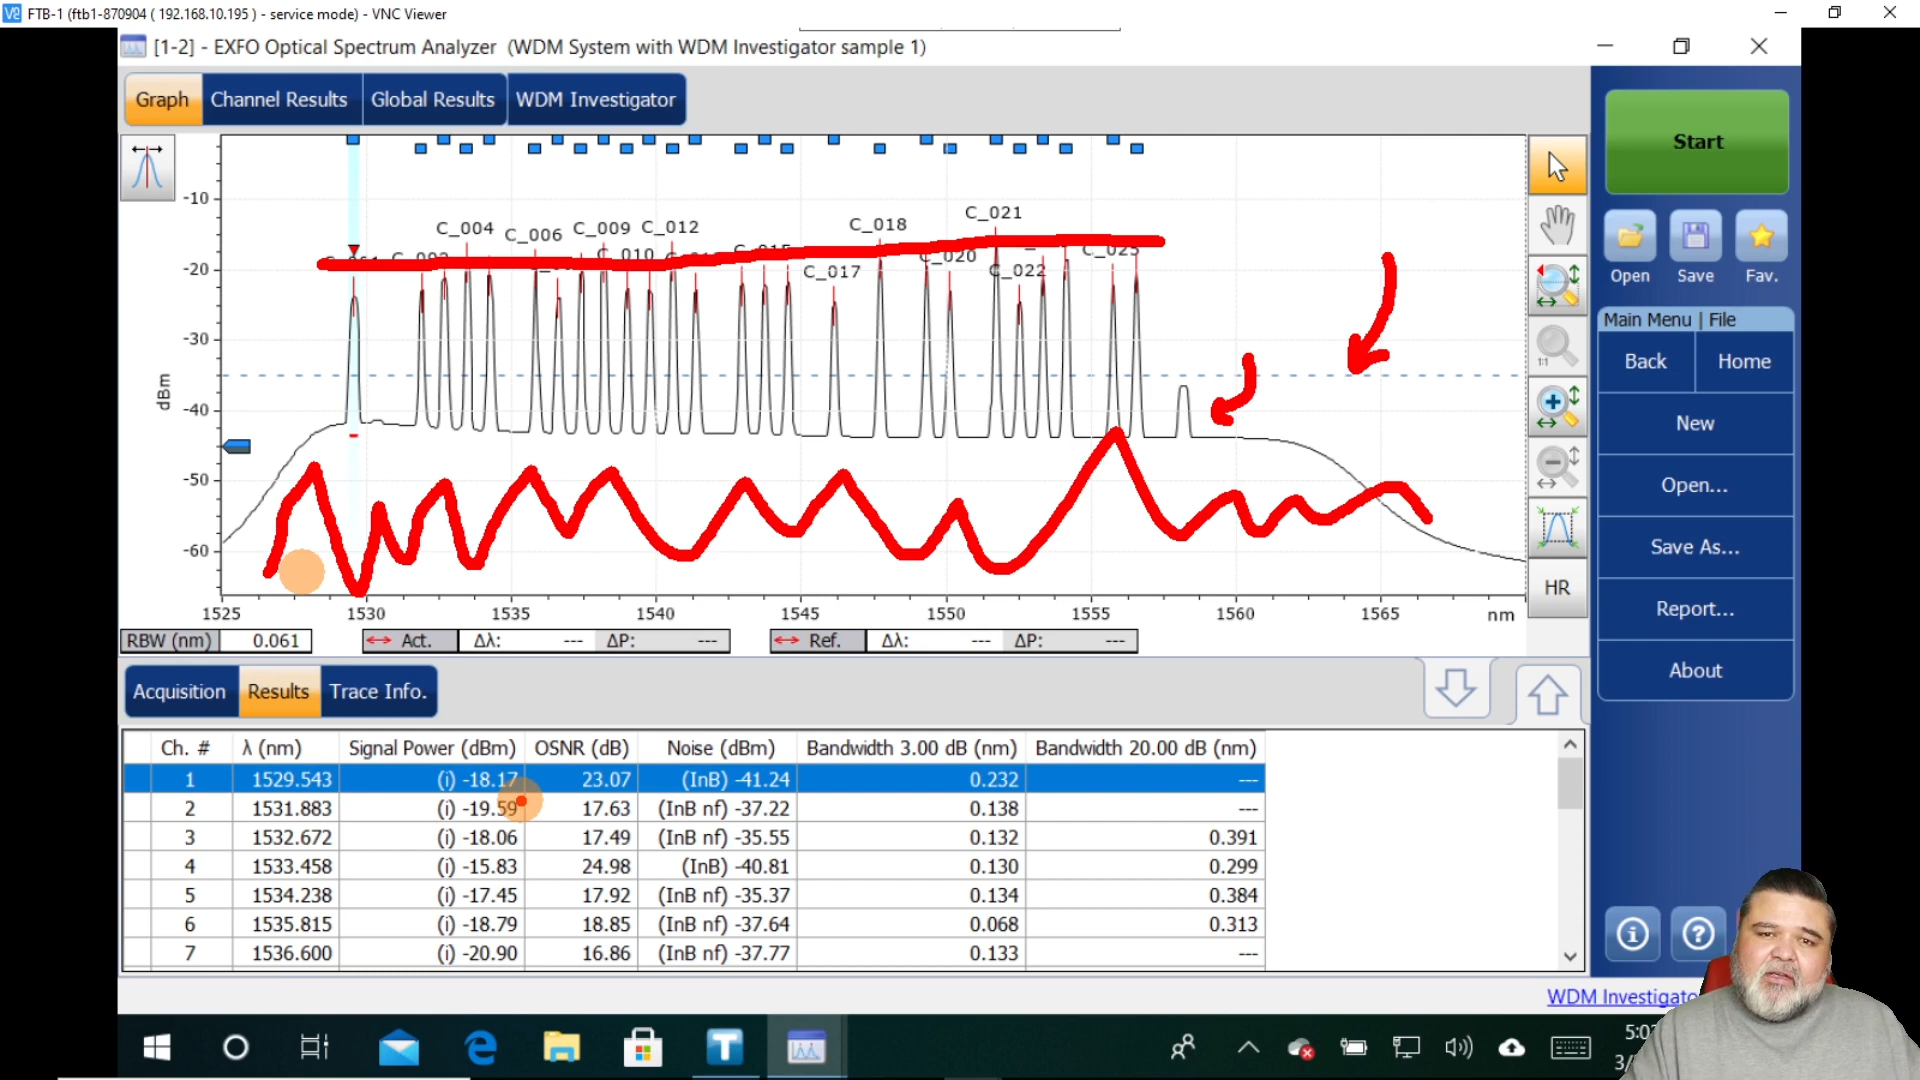 FTB-1 (ftb1-870904 ( 192.168.10.195 ) - service mode) - VNC Viewer
[1-2] - EXFO Optical Spectrum Analyzer (WDM System with WDM Investigator sample 1)
Graph Channel Results Global Results WDM Investigator
Start
Open Save Fav.
Main Menu | File
Back Home
New
Open...
Save As...
Report...
About
-10
-20
-30
-40
-50
-60
dBm
C_004 C_006 C_009 C_012 C_018 C_021
C_010 C_017 C_020 C_022 C_025
1:1
HR
1525 1530 1535 1540 1545 1550 1555 1560 1565 nm
RBW (nm) 0.061 Act. Δλ: --- ΔP: --- Ref. Δλ: --- ΔP: ---
Acquisition Results Trace Info.
Ch. # λ (nm) Signal Power (dBm) OSNR (dB) Noise (dBm) Bandwidth 3.00 dB (nm) Bandwidth 20.00 dB (nm)
1 1529.543 (i) -18.17 23.07 (InB) -41.24 0.232 ---
2 1531.883 (i) -19.59 17.63 (InB nf) -37.22 0.138 ---
3 1532.672 (i) -18.06 17.49 (InB nf) -35.55 0.132 0.391
4 1533.458 (i) -15.83 24.98 (InB) -40.81 0.130 0.299
5 1534.238 (i) -17.45 17.92 (InB nf) -35.37 0.134 0.384
6 1535.815 (i) -18.79 18.85 (InB nf) -37.64 0.068 0.313
7 1536.600 (i) -20.90 16.86 (InB nf) -37.77 0.133 ---
WDM